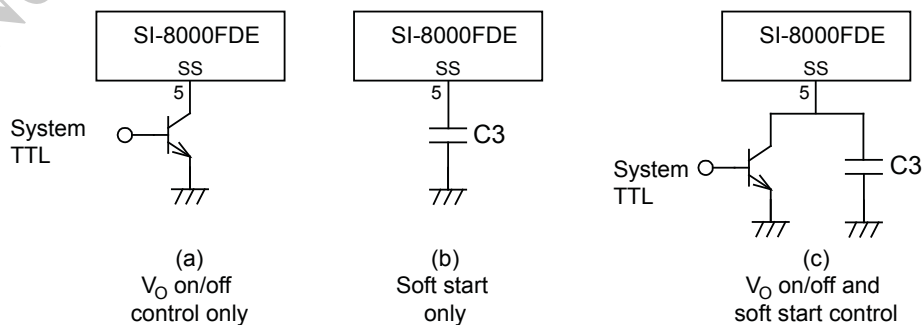 SI-8000FDE
SS
5
System
TTL
(a)
VO on/off
control only
SI-8000FDE
SS
5
C3
(b)
Soft start
only
SI-8000FDE
SS
5
System
TTL
C3
(c)
VO on/off and
soft start control